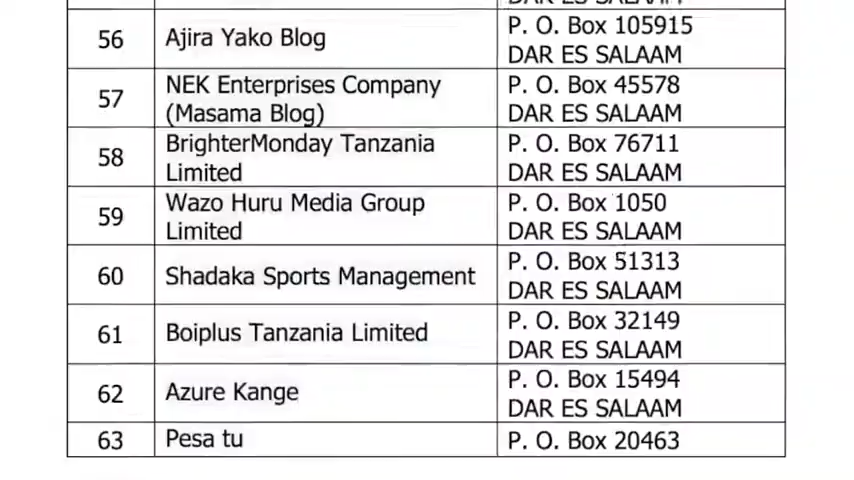 DAR ES SALAAM
56 Ajira Yako Blog P. O. Box 105915
DAR ES SALAAM
57 NEK Enterprises Company P. O. Box 45578
(Masama Blog) DAR ES SALAAM
58 BrighterMonday Tanzania P. O. Box 76711
Limited DAR ES SALAAM
59 Wazo Huru Media Group P. O. Box 1050
Limited DAR ES SALAAM
60 Shadaka Sports Management P. O. Box 51313
DAR ES SALAAM
61 Boiplus Tanzania Limited P. O. Box 32149
DAR ES SALAAM
62 Azure Kange P. O. Box 15494
DAR ES SALAAM
63 Pesa tu P. O. Box 20463